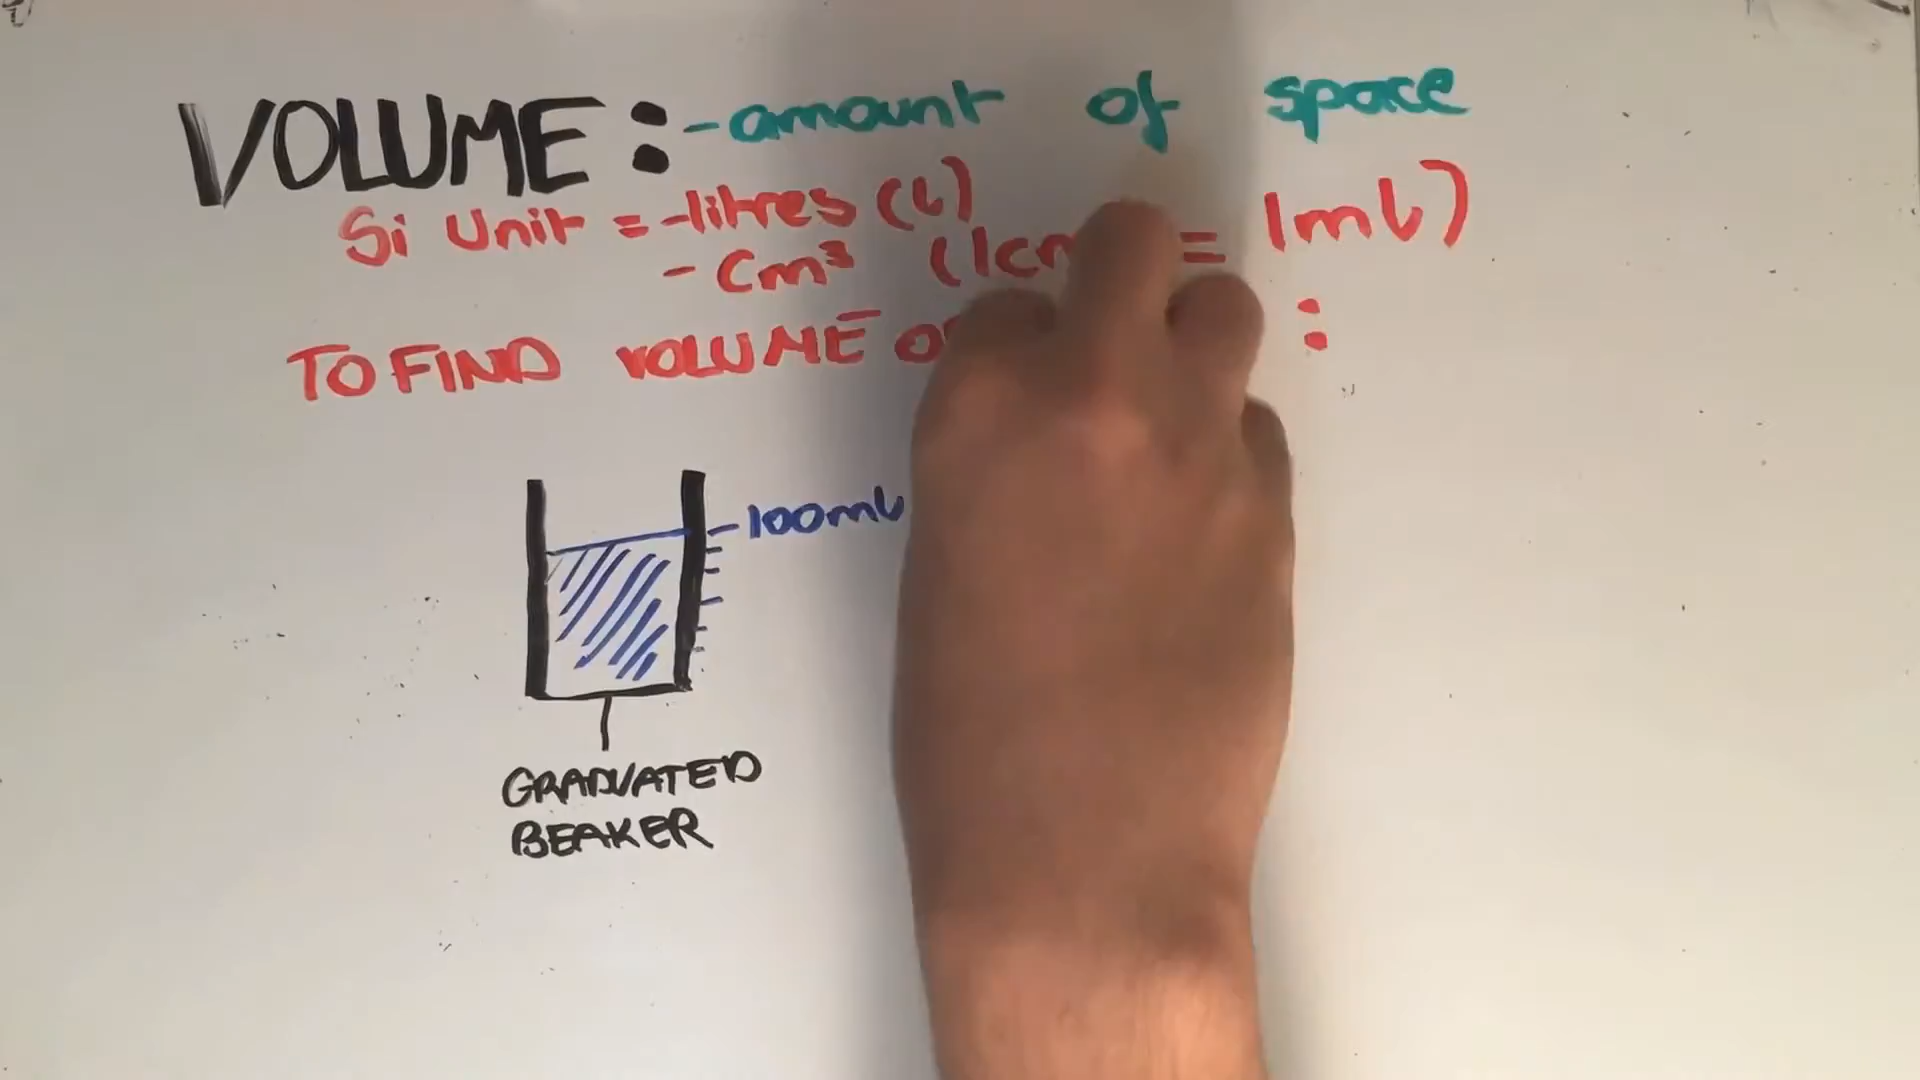 VOLUME: -amount of space
Si Unit = -litres (L)
- Cm³ (1cm = 1mL)
TO FIND VOLUME :
100mL
GRADUATED
BEAKER